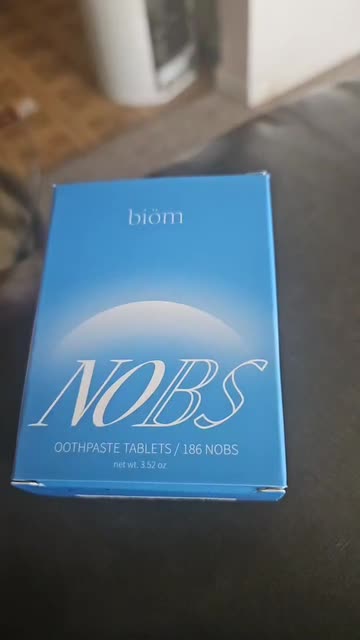 biöm
NOBS
OOTHPASTE TABLETS / 186 NOBS
net wt. 3.52 oz